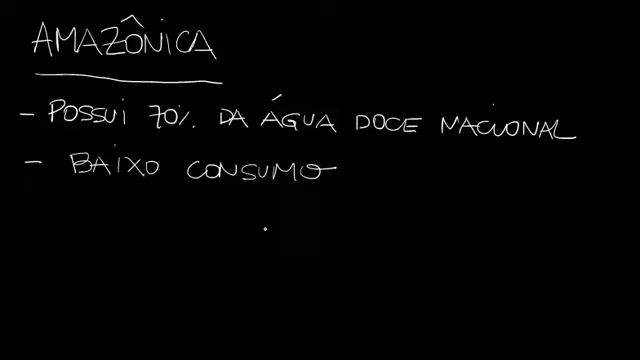 AMAZÔNICA
- POSSUI 70% DA ÁGUA DOCE NACIONAL
- BAIXO CONSUMO